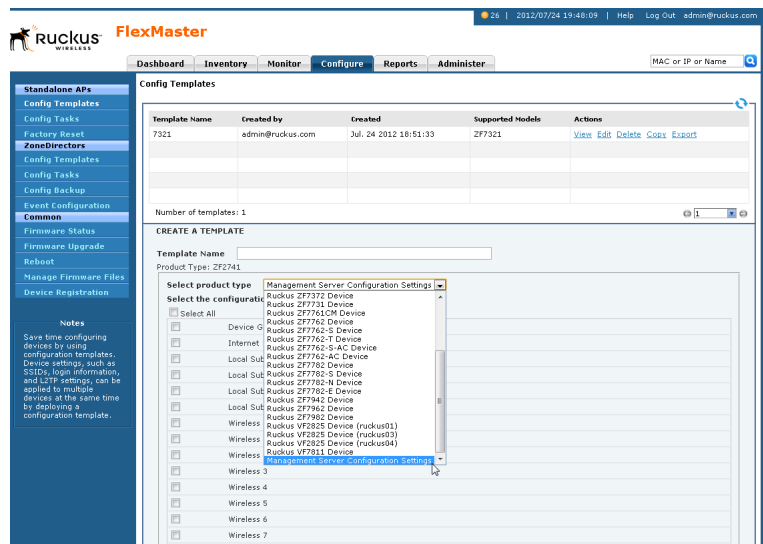 26 | 2012/07/24 19:48:09 | Help Log Out admin@ruckus.com
RUCKUS WIRELESS FlexMaster
Dashboard Inventory Monitor Configure Reports Administer MAC or IP or Name
Standalone APs
Config Templates
Config Tasks
Factory Reset
ZoneDirectors
Config Templates
Config Tasks
Config Backup
Event Configuration
Common
Firmware Status
Firmware Upgrade
Reboot
Manage Firmware Files
Device Registration
Notes
Save time configuring
devices by using
configuration templates.
Device settings, such as
SSIDs, login information,
and L2TP settings, can be
applied to multiple
devices at the same time
by deploying a
configuration template.
Config Templates
Template Name Created by Created Supported Models Actions
7321 admin@ruckus.com Jul. 24 2012 18:51:33 ZF7321 View Edit Delete Copy Export
Number of templates: 1 1
CREATE A TEMPLATE
Template Name
Product Type: ZF2741
Select product type Management Server Configuration Settings
Select the configuratio
Select All
Device G
Internet
Local Sub
Local Sub
Local Sub
Local Sub
Wireless
Wireless
Wireless
Wireless 3
Wireless 4
Wireless 5
Wireless 6
Wireless 7
Ruckus ZF7372 Device
Ruckus ZF7731 Device
Ruckus ZF7761CM Device
Ruckus ZF7762 Device
Ruckus ZF7762-S Device
Ruckus ZF7762-T Device
Ruckus ZF7762-S-AC Device
Ruckus ZF7762-AC Device
Ruckus ZF7782 Device
Ruckus ZF7782-S Device
Ruckus ZF7782-N Device
Ruckus ZF7782-E Device
Ruckus ZF7942 Device
Ruckus ZF7962 Device
Ruckus ZF7982 Device
Ruckus VF2825 Device (ruckus01)
Ruckus VF2825 Device (ruckus03)
Ruckus VF2825 Device (ruckus04)
Ruckus VF7811 Device
Management Server Configuration Settings